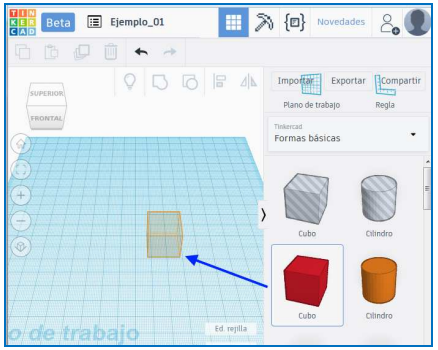 TIN
KER
CAD
Beta
Ejemplo_01
Novedades
Importar
Exportar
Compartir
Plano de trabajo
Regla
SUPERIOR
FRONTAL
Tinkercad
Formas básicas
Cubo
Cilindro
Cubo
Cilindro
o de trabajo
Ed. rejilla